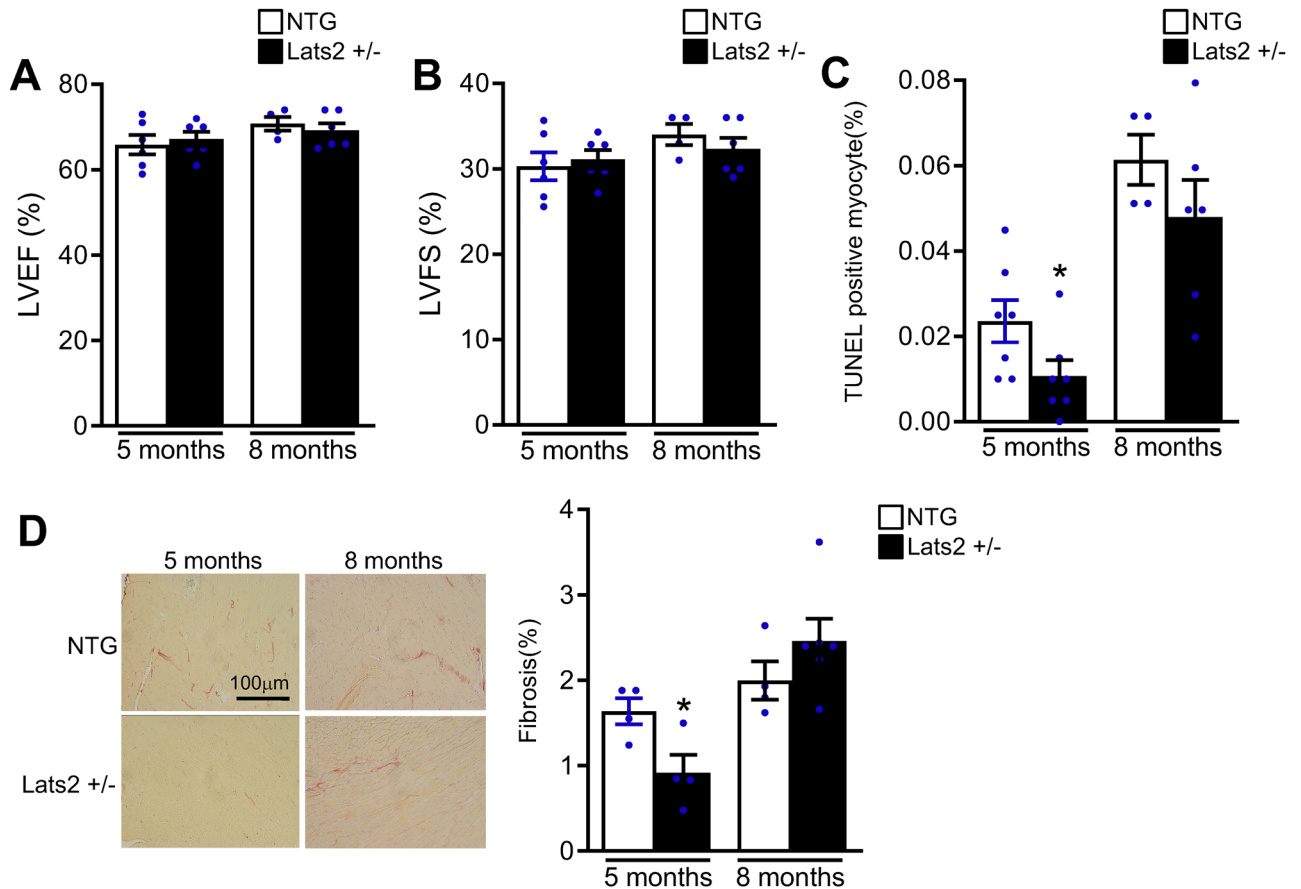 A
NTG
Lats2 +/-
LVEF (%)
80
60
40
20
0
5 months 8 months
B
NTG
Lats2 +/-
LVFS (%)
40
30
20
10
0
5 months 8 months
C
NTG
Lats2 +/-
TUNEL positive myocyte(%)
0.08
0.06
0.04
0.02
0.00
*
5 months 8 months
D
5 months 8 months
NTG
100μm
Lats2 +/-
NTG
Lats2 +/-
Fibrosis(%)
4
3
2
1
0
*
5 months 8 months